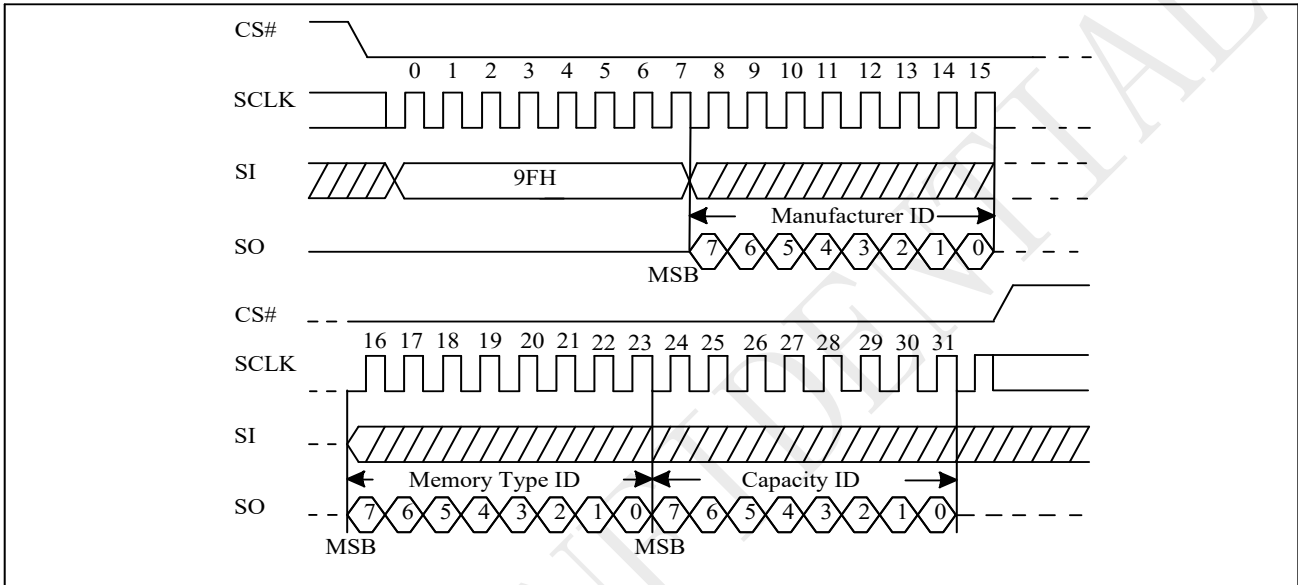 CS#
0 1 2 3 4 5 6 7 8 9 10 11 12 13 14 15
SCLK
SI 9FH
Manufacturer ID
SO 7 6 5 4 3 2 1 0
MSB
CS#
16 17 18 19 20 21 22 23 24 25 26 27 28 29 30 31
SCLK
SI
Memory Type ID Capacity ID
SO 7 6 5 4 3 2 1 0 7 6 5 4 3 2 1 0
MSB MSB
NFIDENTIAL